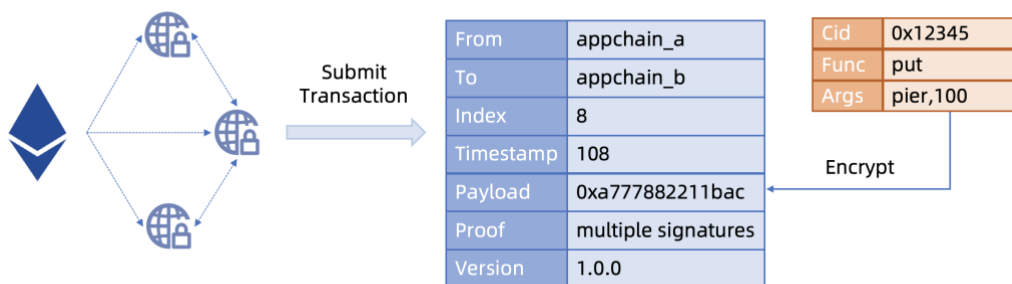 Submit
Transaction
From appchain_a
To appchain_b
Index 8
Timestamp 108
Payload 0xa777882211bac
Proof multiple signatures
Version 1.0.0
Cid 0x12345
Func put
Args pier,100
Encrypt